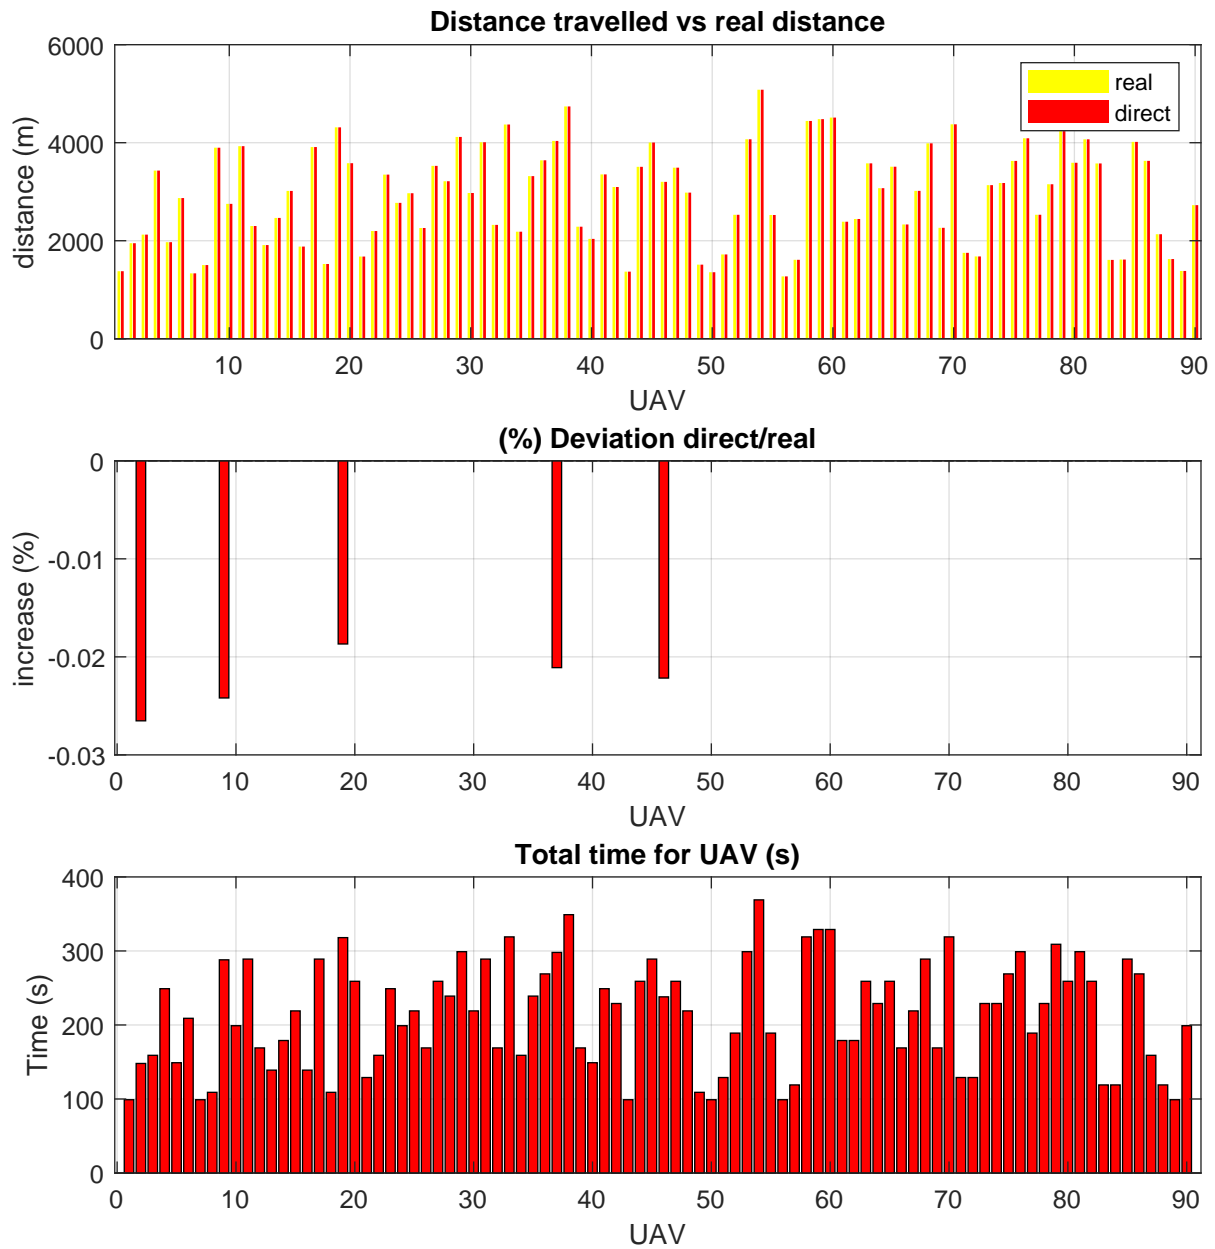 Distance travelled vs real distance
6000
4000
2000
0
distance (m)
real
direct
10 20 30 40 50 60 70 80 90
UAV
(%) Deviation direct/real
0
-0.01
-0.02
-0.03
increase (%)
0 10 20 30 40 50 60 70 80 90
UAV
Total time for UAV (s)
400
300
200
100
0
Time (s)
0 10 20 30 40 50 60 70 80 90
UAV